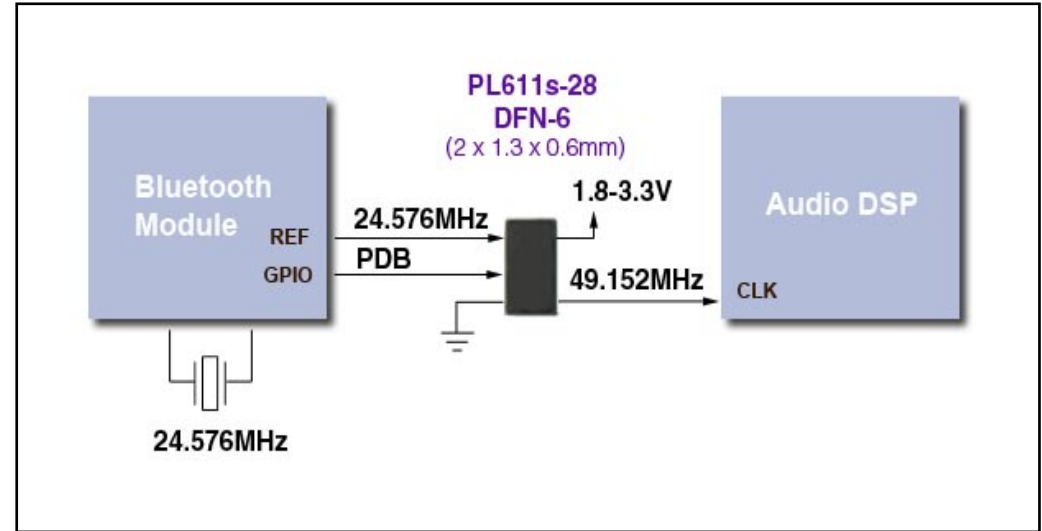 PL611s-28
DFN-6
(2 x 1.3 x 0.6mm)
Bluetooth
Module
REF
GPIO
24.576MHz
PDB
1.8-3.3V
49.152MHz
Audio DSP
CLK
24.576MHz